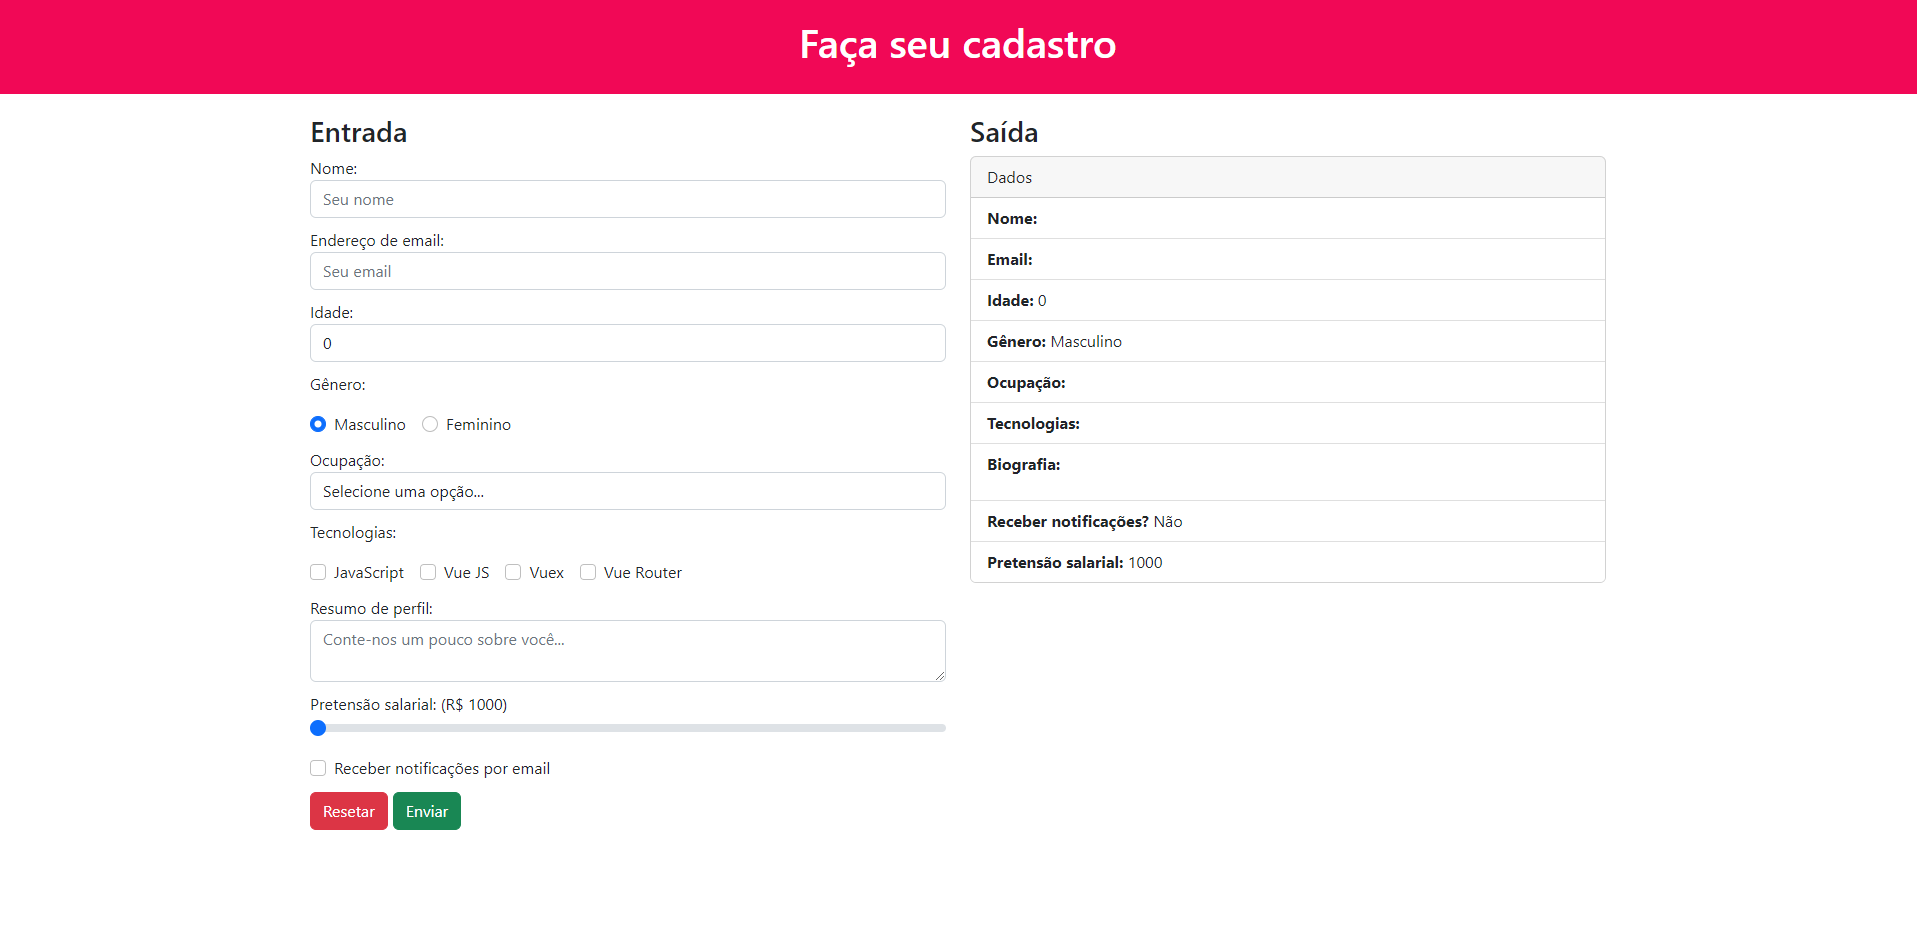 Faça seu cadastro
Entrada
Nome:
Seu nome
Endereço de email:
Seu email
Idade:
0
Gênero:
Masculino Feminino
Ocupação:
Selecione uma opção...
Tecnologias:
JavaScript Vue JS Vuex Vue Router
Resumo de perfil:
Conte-nos um pouco sobre você...
Pretensão salarial: (R$ 1000)
Receber notificações por email
Resetar Enviar
Saída
Dados
Nome:
Email:
Idade: 0
Gênero: Masculino
Ocupação:
Tecnologias:
Biografia:
Receber notificações? Não
Pretensão salarial: 1000